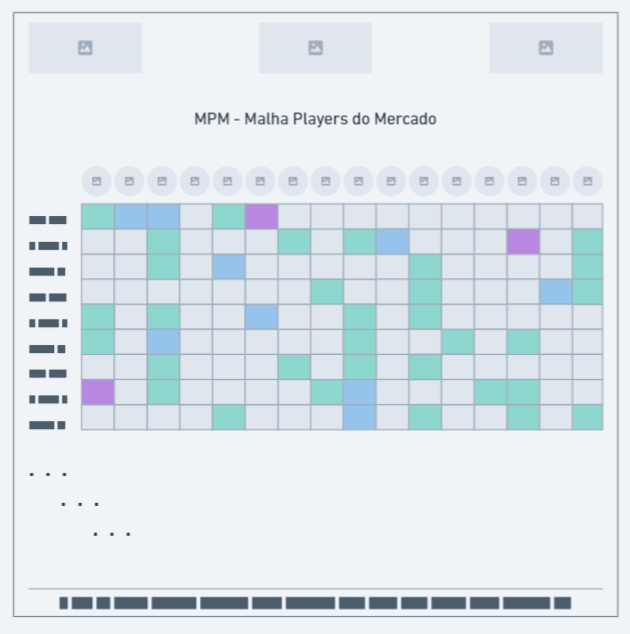 MPM - Malha Players do Mercado
. . .
. . .
. . .